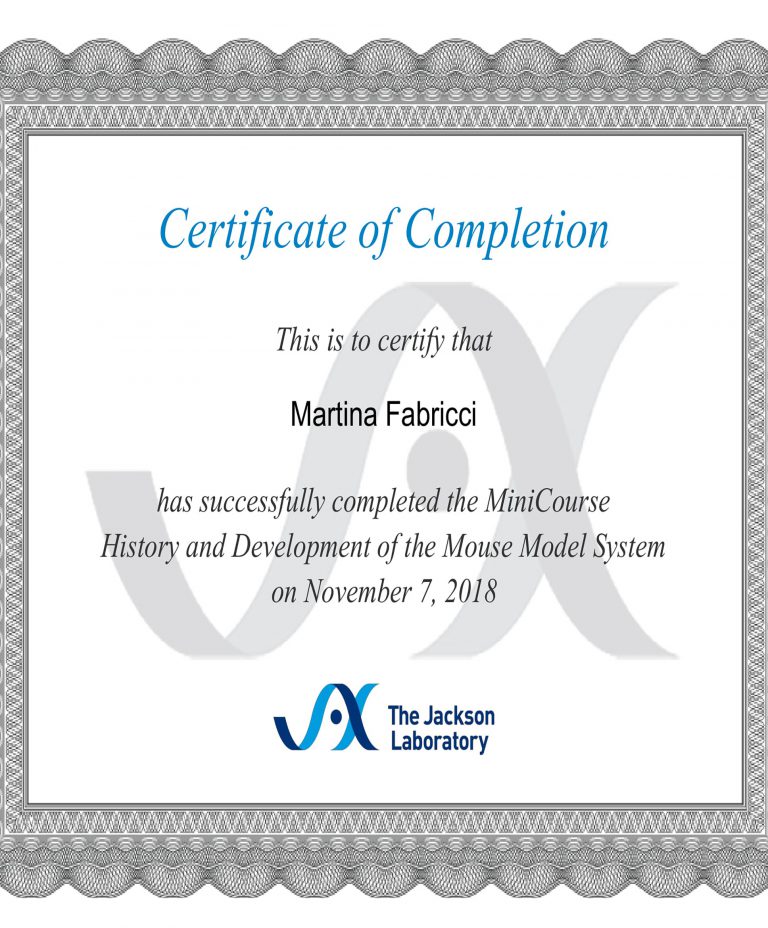 Certificate of Completion
This is to certify that
Martina Fabricci
has successfully completed the MiniCourse
History and Development of the Mouse Model System
on November 7, 2018
The Jackson
Laboratory